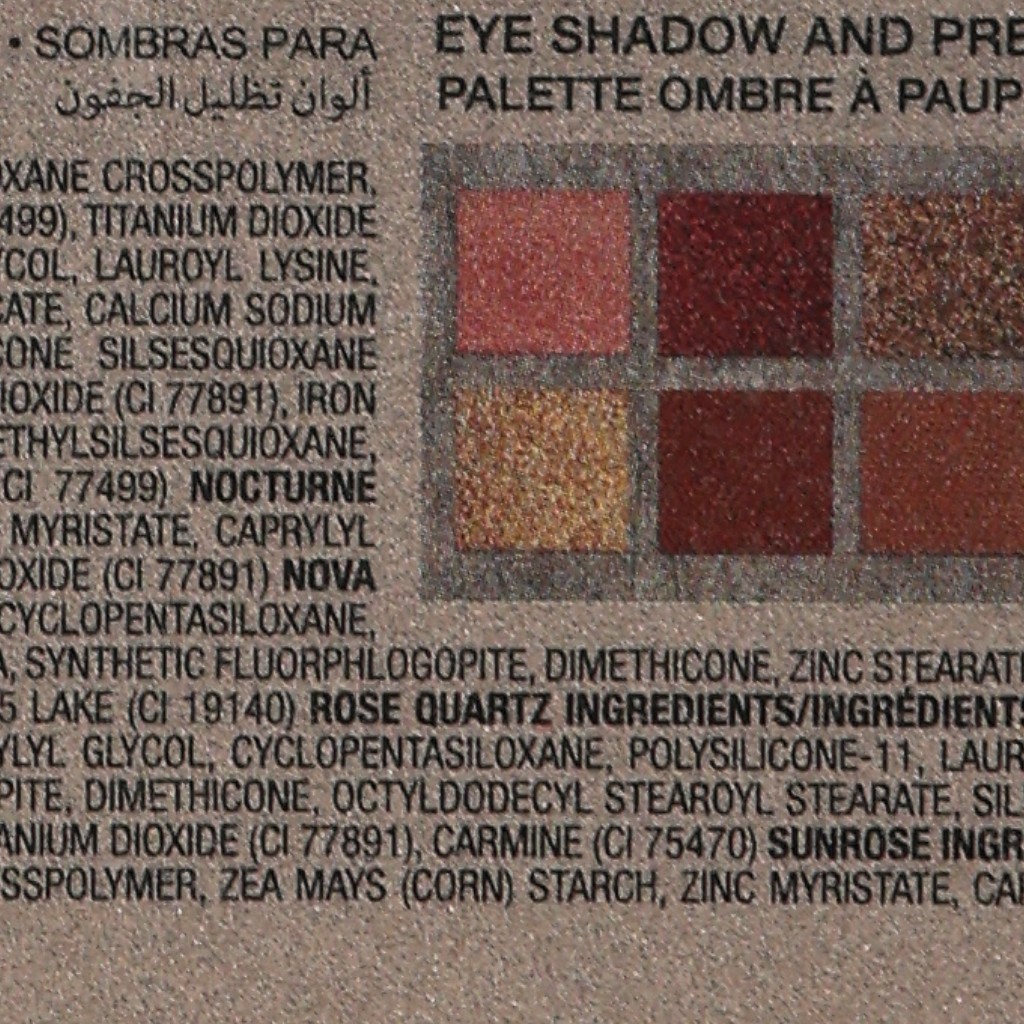 • SOMBRAS PARA
ألوان تظليل الجفون
EYE SHADOW AND PRE
PALETTE OMBRE À PAUP
OXANE CROSSPOLYMER,
499), TITANIUM DIOXIDE
YCOL, LAUROYL LYSINE,
CATE, CALCIUM SODIUM
CONE SILSESQUIOXANE
IOXIDE (CI 77891), IRON
ETHYLSILSESQUIOXANE,
CI 77499) NOCTURNE
MYRISTATE, CAPRYLYL
OXIDE (CI 77891) NOVA
CYCLOPENTASILOXANE,
A, SYNTHETIC FLUORPHLOGOPITE, DIMETHICONE, ZINC STEARATE
5 LAKE (CI 19140) ROSE QUARTZ INGREDIENTS/INGRÉDIENTS
YLYL GLYCOL, CYCLOPENTASILOXANE, POLYSILICONE-11, LAUR
PITE, DIMETHICONE, OCTYLDODECYL STEAROYL STEARATE, SIL
ANIUM DIOXIDE (CI 77891), CARMINE (CI 75470) SUNROSE INGR
SSPOLYMER, ZEA MAYS (CORN) STARCH, ZINC MYRISTATE, CAP